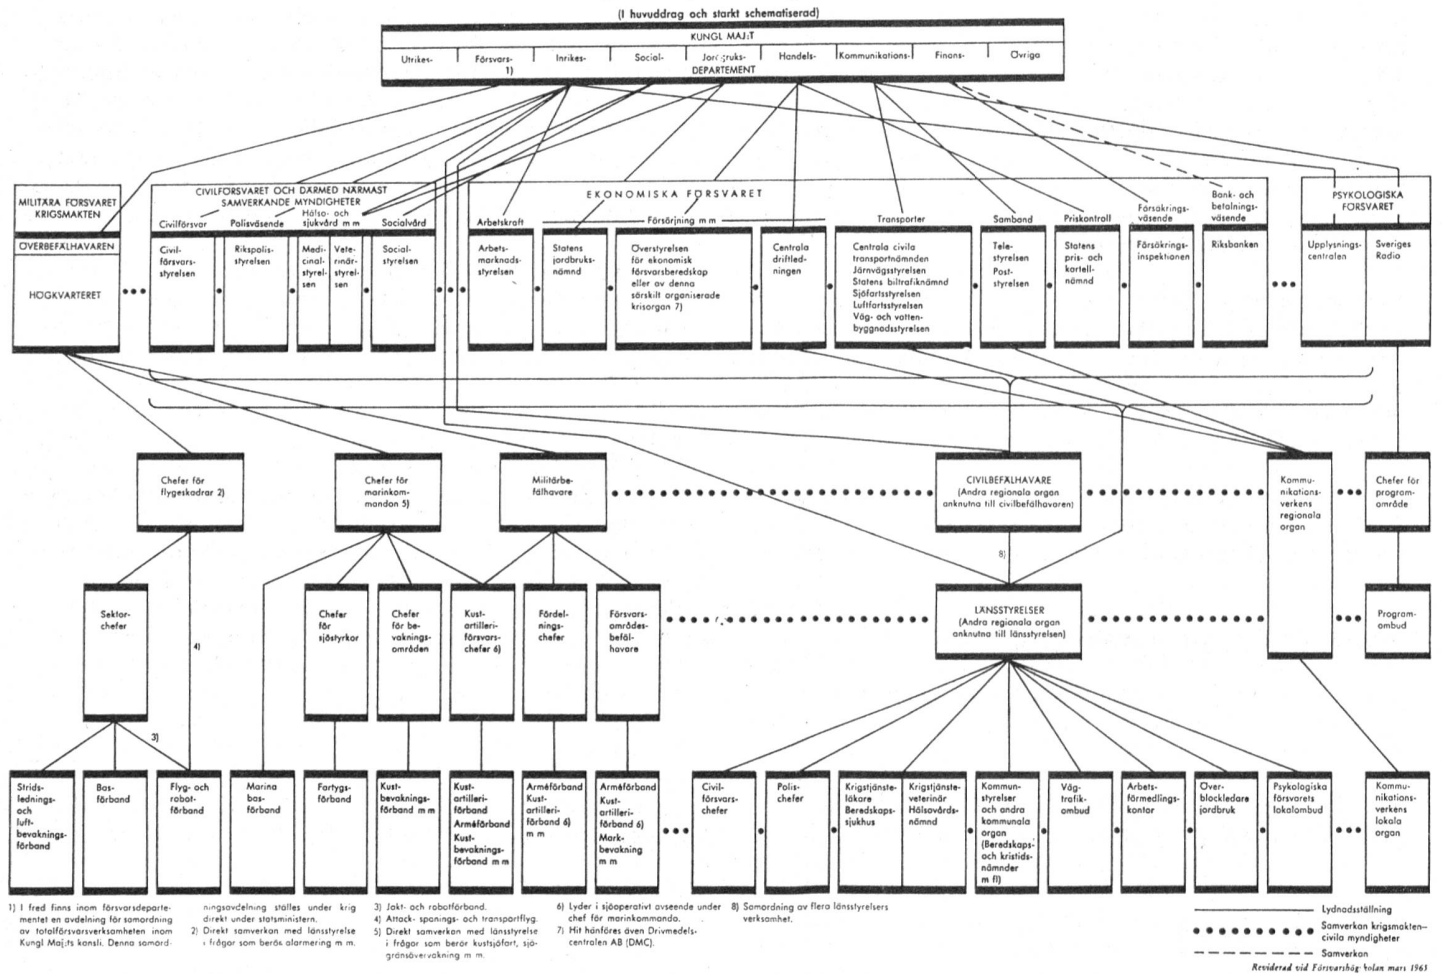 (I huvuddrag och starkt schematiserad)
KUNGL MAJ:T
Utrikes- Försvars- 1) Inrikes- Social- Jordbruks- Handels- Kommunikations- Finans- Övriga
DEPARTEMENT
MILITÄRA FÖRSVARET
KRIGSMAKTEN
ÖVERBEFÄLHAVAREN
HÖGKVARTERET
CIVILFÖRSVARET OCH DÄRMED NÄRMAST
SAMVERKANDE MYNDIGHETER
Civilförsvar
Polisväsende
Hälso- och
sjukvård m m
Socialvård
Civil-
försvars-
styrelsen
Rikspolis-
styrelsen
Medi-
cinal-
styrel-
sen
Vete-
rinär-
styrel-
sen
Social-
styrelsen
EKONOMISKA FÖRSVARET
Arbetskraft
Försörjning m m
Transporter
Samband
Priskontroll
Försäkrings-
väsende
Bank- och
betalnings-
väsende
Arbets-
marknads-
styrelsen
Statens
jordbruks-
nämnd
Överstyrelsen
för ekonomisk
försvarsberedskap
eller av denna
särskilt organiserade
krisorgan 7)
Centrala
driftled-
ningen
Centrala civila
transportnämnden
Järnvägsstyrelsen
Statens biltrafiknämnd
Sjöfartsstyrelsen
Luftfartsstyrelsen
Väg- och vatten-
byggnadsstyrelsen
Tele-
styrelsen
Post-
styrelsen
Statens
pris- och
kartell-
nämnd
Försäkrings-
inspektionen
Riksbanken
PSYKOLOGISKA
FÖRSVARET
Upplysnings-
centralen
Sveriges
Radio
Chefer för
flygeskadrar 2)
Chefer för
marinkom-
mandon 5)
Militärbe-
fälhavare
CIVILBEFÄLHAVARE
(Andra regionala organ
anknutna till civilbefälhavaren)
Kommu-
nikations-
verkens
regionala
organ
Chefer för
program-
område
8)
Sektor-
chefer
4)
Chefer
för
sjöstyrkor
Chefer
för be-
vaknings-
områden
Kust-
artilleri-
försvars-
chefer 6)
Fördel-
nings-
chefer
Försvars-
områdes-
befäl-
havare
LÄNSSTYRELSER
(Andra regionala organ
anknutna till länsstyrelsen)
Program-
ombud
3)
Strids-
lednings-
och
luft-
bevaknings-
förband
Bas-
förband
Flyg- och
robot-
förband
Marina
bas-
förband
Fartygs-
förband
Kust-
bevaknings-
förband m m
Kust-
artilleri-
förband
Arméförband
Kust-
bevaknings-
förband m m
Arméförband
Kust-
artilleri-
förband 6)
m m
Arméförband
Kust-
artilleri-
förband 6)
Mark-
bevakning
m m
Civil-
försvars-
chefer
Polis-
chefer
Krigstjänste-
läkare
Beredskaps-
sjukhus
Krigstjänste-
veterinär
Hälsovårds-
nämnd
Kommun-
styrelser
och andra
kommunala
organ
(Beredskaps-
och kristids-
nämnder
m fl)
Väg-
trafik-
ombud
Arbets-
förmedlings-
kontor
Över-
blockledare
jordbruk
Psykologiska
försvarets
lokalombud
Kommu-
nikations-
verkens
lokala
organ
1) I fred finns inom försvarsdeparte-
mentet en avdelning för samordning
av totalförsvarsverksamheten inom
Kungl Maj:ts kansli. Denna samord-
ningsavdelning ställes under krig
direkt under statsministern.
2) Direkt samverkan med länsstyrelse
i frågor som berör alarmering m m.
3) Jakt- och robotförband.
4) Attack- spanings- och transportflyg.
5) Direkt samverkan med länsstyrelse
i frågor som berör kustsjöfart, sjö-
gränsövervakning m m.
6) Lyder i sjöoperativt avseende under
chef för marinkommando.
7) Hit hänföres även Drivmedels-
centralen AB (DMC).
8) Samordning av flera länsstyrelsers
verksamhet.
Lydnadsställning
Samverkan krigsmakten—
civila myndigheter
Samverkan
Reviderad vid Försvarshögskolan mars 1963